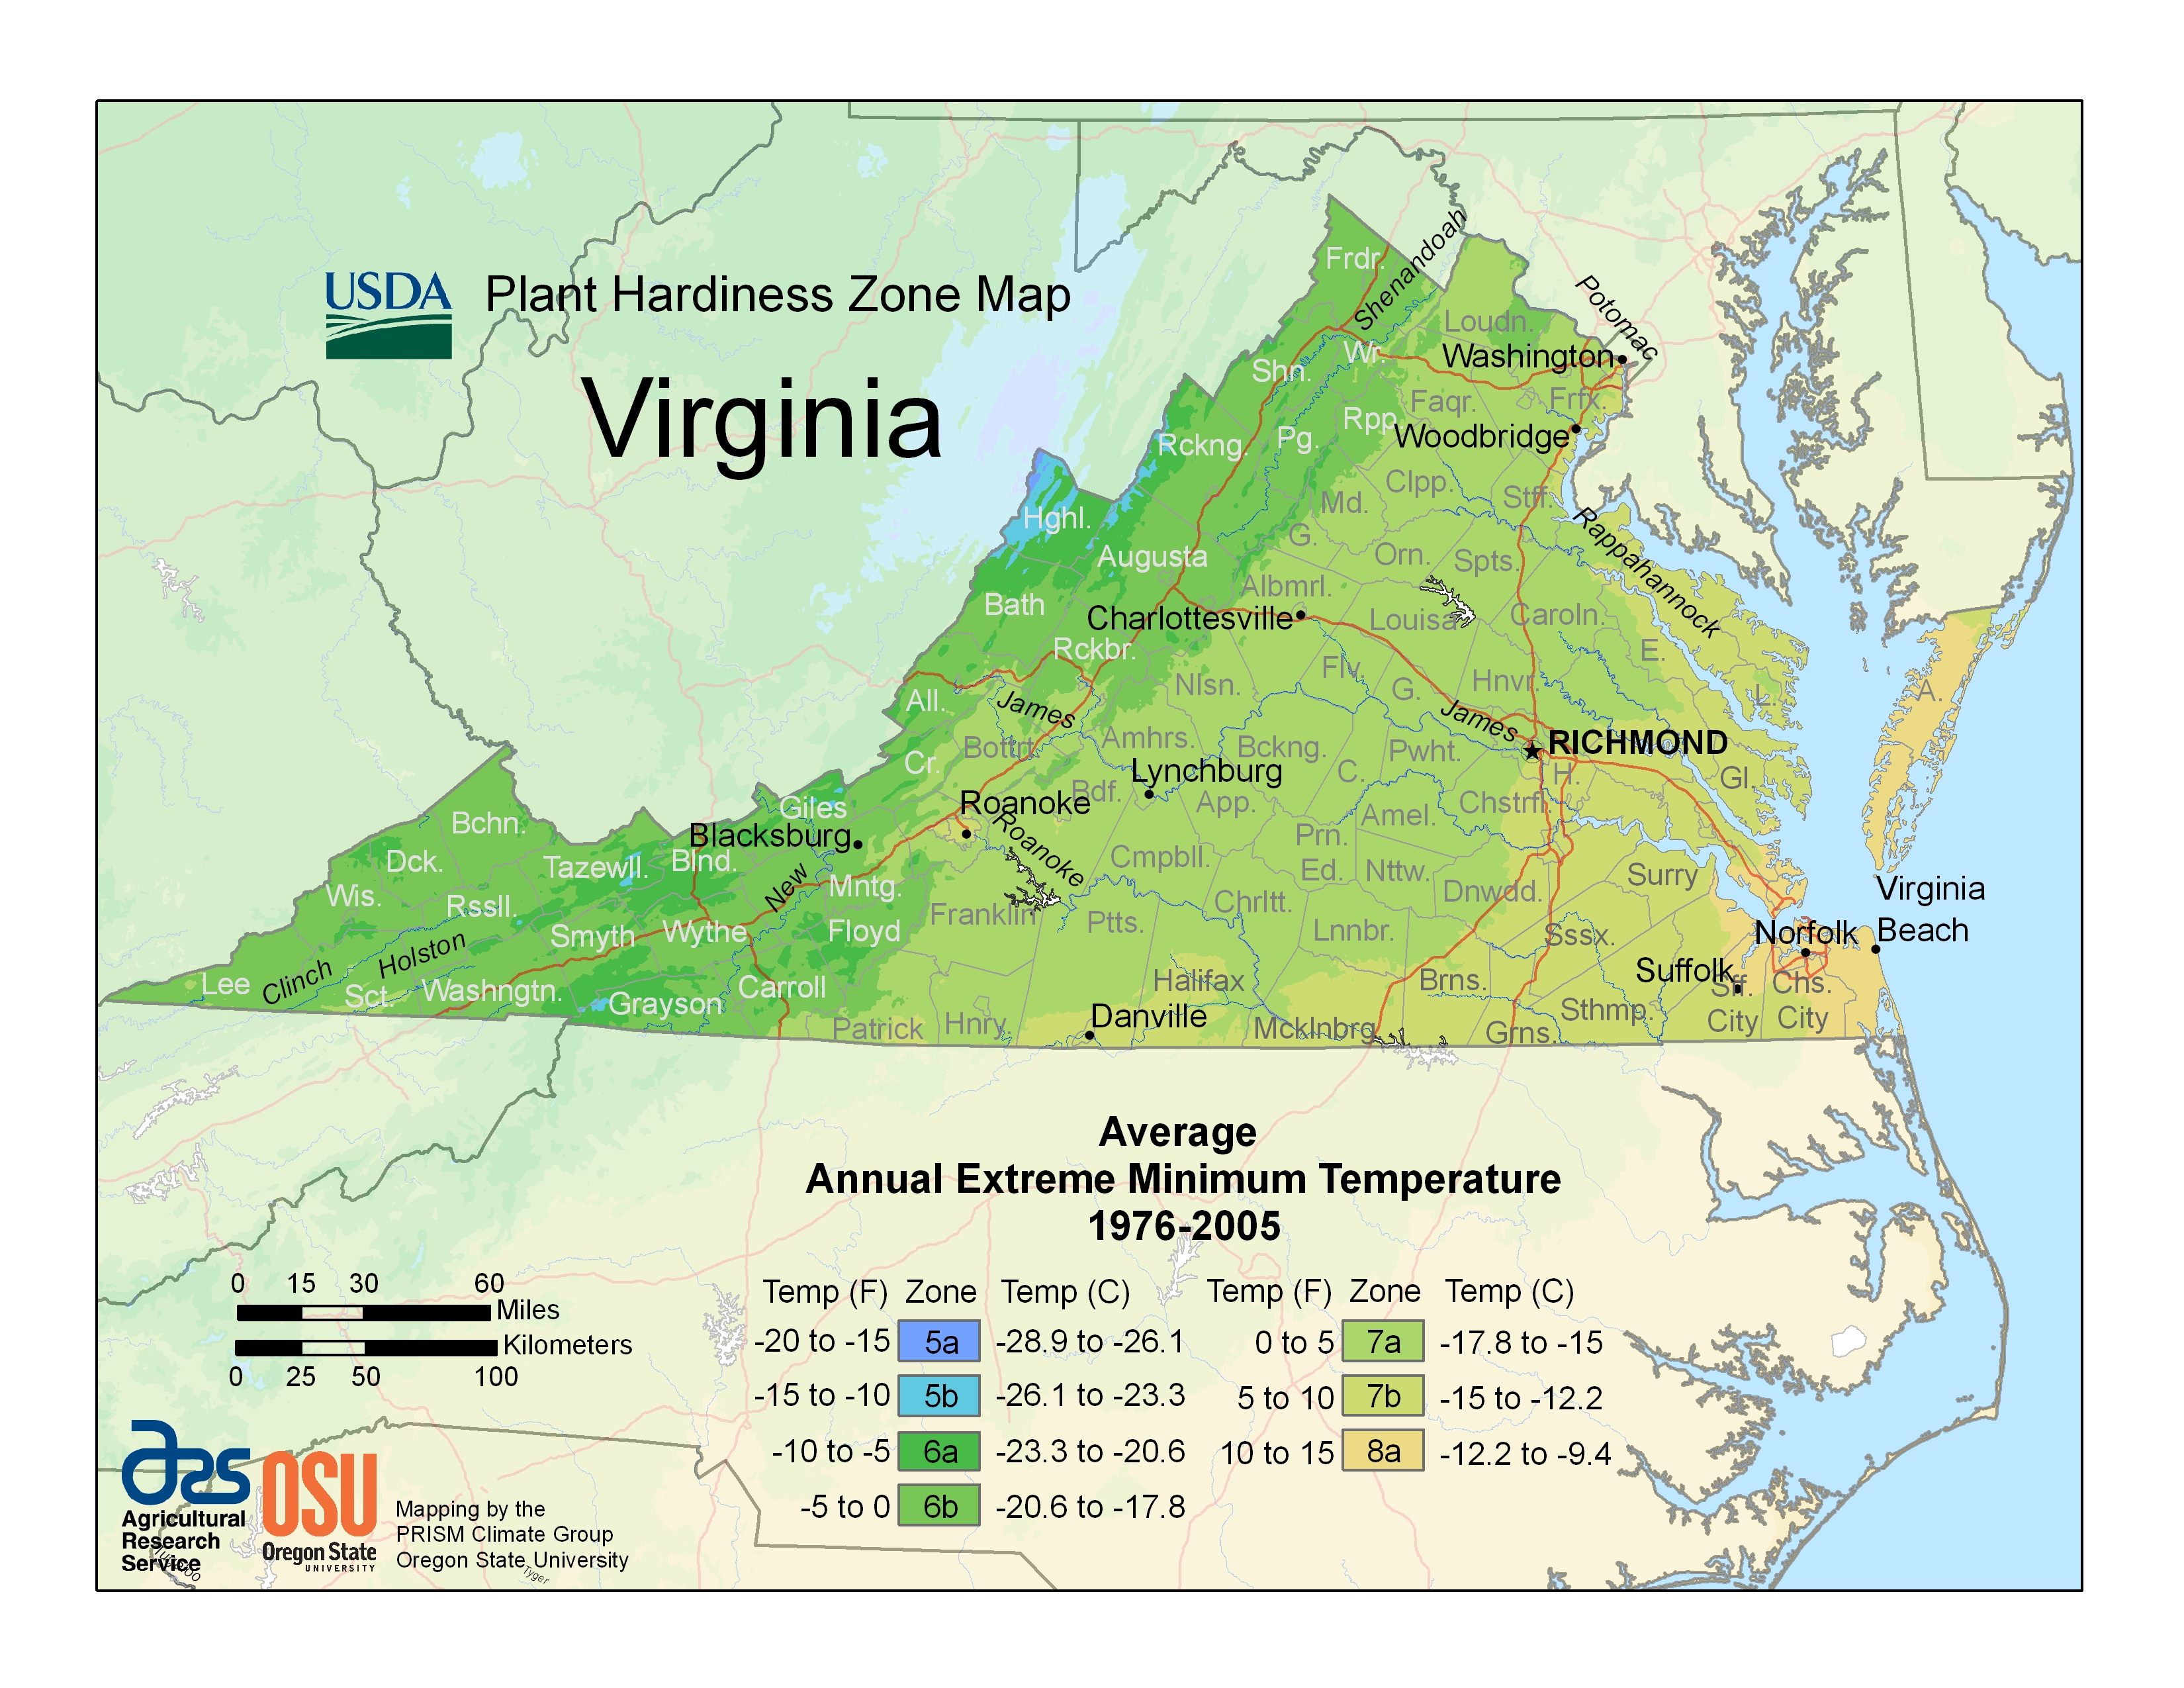 USDA
Plant Hardiness Zone Map
Virginia
Frdr.
Shenandoah
Potomac
Loudn.
Washington
Wr.
Shn.
Faqr.
Frfx.
Rpp.
Woodbridge
Rckng.
Pg.
Clpp.
Stff.
Md.
Hghl.
G.
Rappahannock
Augusta
Orn.
Spts.
Albmrl.
Bath
Charlottesville
Louisa
Caroln.
Rckbr.
E.
Flv.
Nlsn.
G.
Hnvr.
L.
A.
All.
James
James
Amhrs.
Bckng.
Pwht.
RICHMOND
Bottrt.
Cr.
Lynchburg
C.
H.
Gl.
Bdf.
App.
Chstrfl.
Roanoke
Roanoke
Giles
Bchn.
Blacksburg
Amel.
Prn.
Ed.
Dck.
Tazewll.
Blnd.
New
Mntg.
Cmpbll.
Nttw.
Surry
Virginia
Beach
Wis.
Rssll.
Chrltt.
Dnwdd.
Franklin
Ptts.
Smyth
Wythe
Floyd
Lnnbr.
Sssx.
Norfolk
Holston
Clinch
Lee
Sct.
Washngtn.
Grayson
Carroll
Halifax
Brns.
Suffolk
Sff.
City
Chs.
City
Patrick
Hnry.
Danville
Mcklnbrg.
Grns.
Sthmp.
Average
Annual Extreme Minimum Temperature
1976-2005
Temp (F) Zone Temp (C) Temp (F) Zone Temp (C)
-20 to -15 5a -28.9 to -26.1 0 to 5 7a -17.8 to -15
-15 to -10 5b -26.1 to -23.3 5 to 10 7b -15 to -12.2
-10 to -5 6a -23.3 to -20.6 10 to 15 8a -12.2 to -9.4
-5 to 0 6b -20.6 to -17.8
0 15 30 60
Miles
Kilometers
0 25 50 100
ars
Agricultural
Research
Service
OSU
Oregon State
UNIVERSITY
Mapping by the
PRISM Climate Group
Oregon State University
Tyger